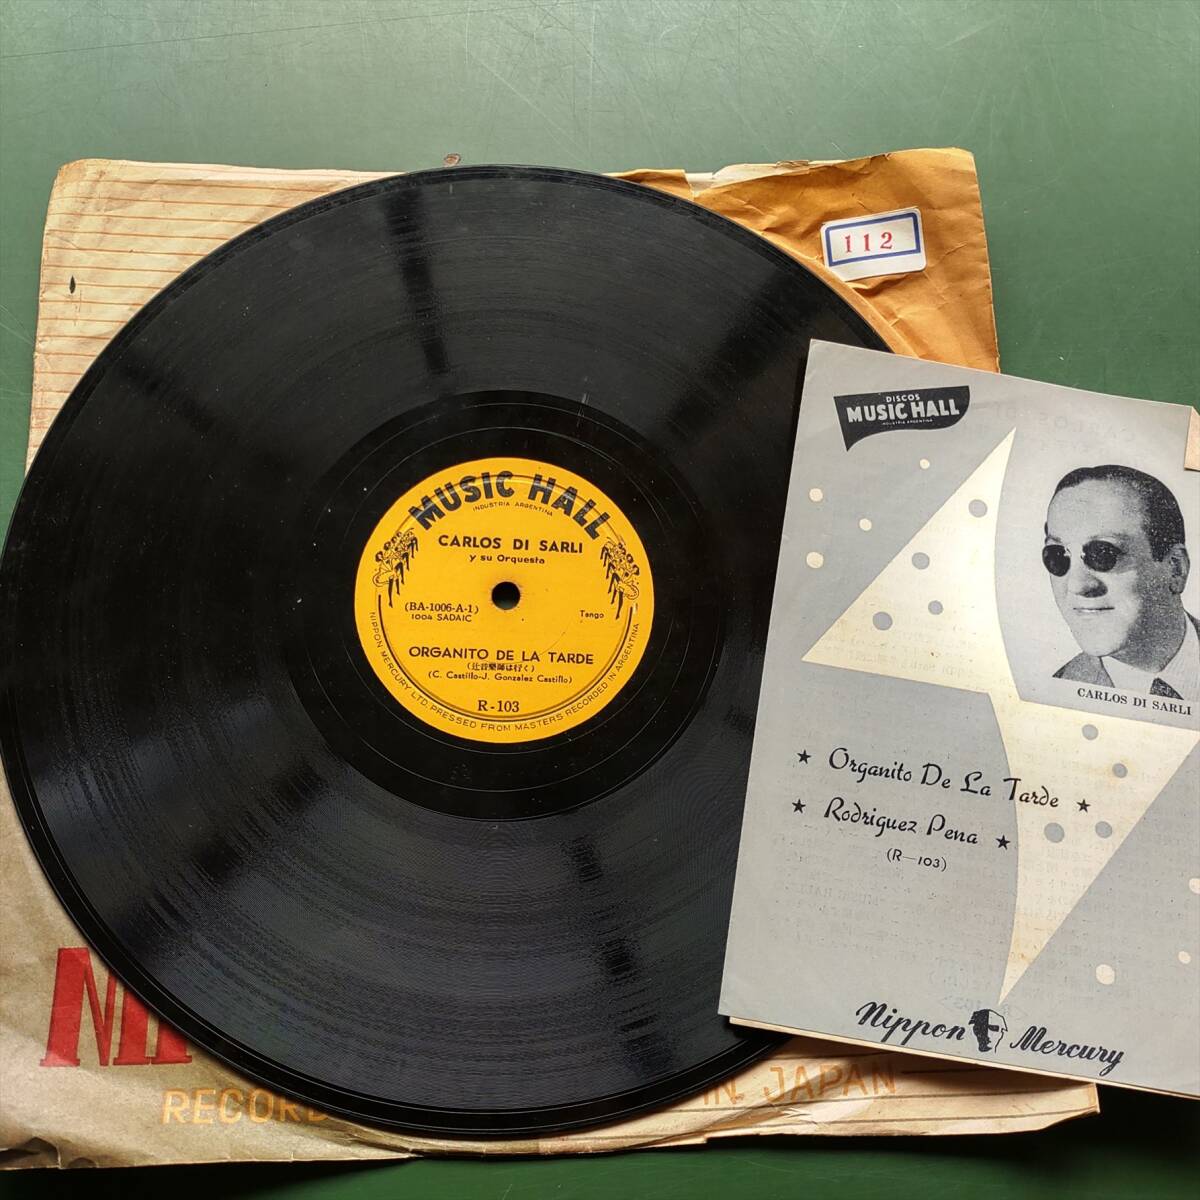 112
MUSIC HALL
INDUSTRIA ARGENTINA
CARLOS DI SARLI
y su Orquesta
(BA-1006-A-1)
1004 SADAIC
Tango
ORGANITO DE LA TARDE
(辻音樂師は行く)
(C. Castillo-J. Gonzalez Castillo)
R-103
NIPPON MERCURY LTD. PRESSED FROM MASTERS RECORDED IN ARGENTINA
DISCOS
MUSIC HALL
INDUSTRIA ARGENTINA
CARLOS DI SARLI
★ Organito De La Tarde ★
★ Rodriguez Pena ★
(R—103)
Nippon Mercury
RECORD
IN JAPAN